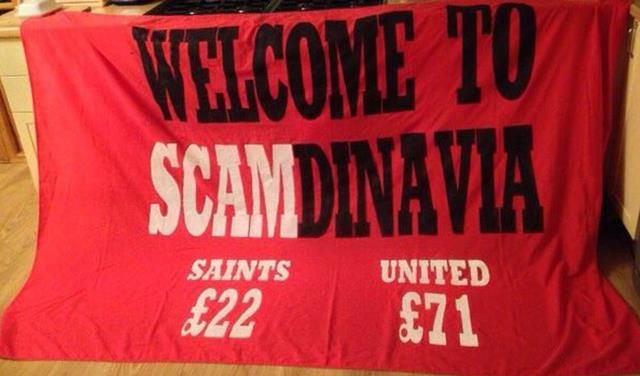 WELCOME TO
SCAMDINAVIA
SAINTS UNITED
£22 £71